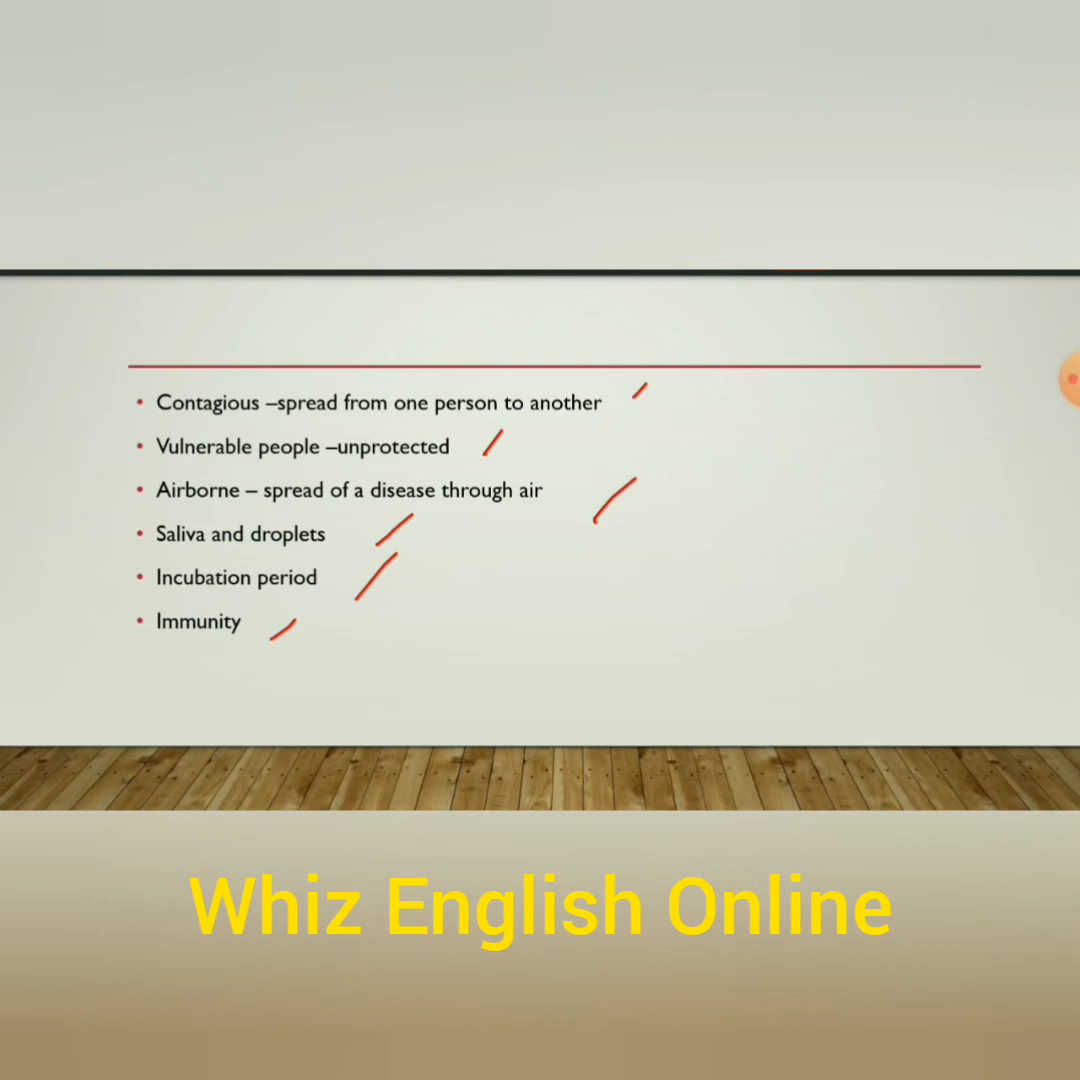 • Contagious –spread from one person to another
• Vulnerable people –unprotected
• Airborne – spread of a disease through air
• Saliva and droplets
• Incubation period
• Immunity
Whiz English Online